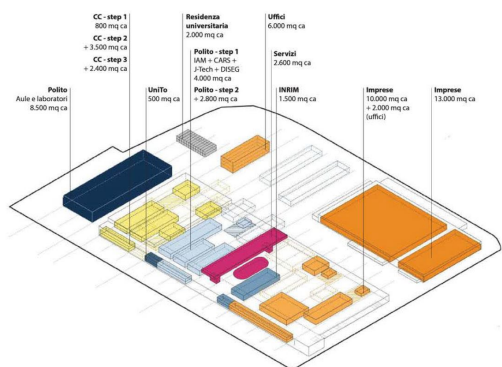 CC - step 1
800 mq ca
CC - step 2
+ 3.500 mq ca
CC - step 3
+ 2.400 mq ca
Residenza
universitaria
2.000 mq ca
Uffici
6.000 mq ca
Polito - step 1
IAM + CARS +
J-Tech + DISEG
4.000 mq ca
Servizi
2.600 mq ca
Polito
Aule e laboratori
8.500 mq ca
UniTo
500 mq ca
Polito - step 2
+ 2.800 mq ca
INRIM
1.500 mq ca
Imprese
10.000 mq ca
+ 2.000 mq ca
(uffici)
Imprese
13.000 mq ca